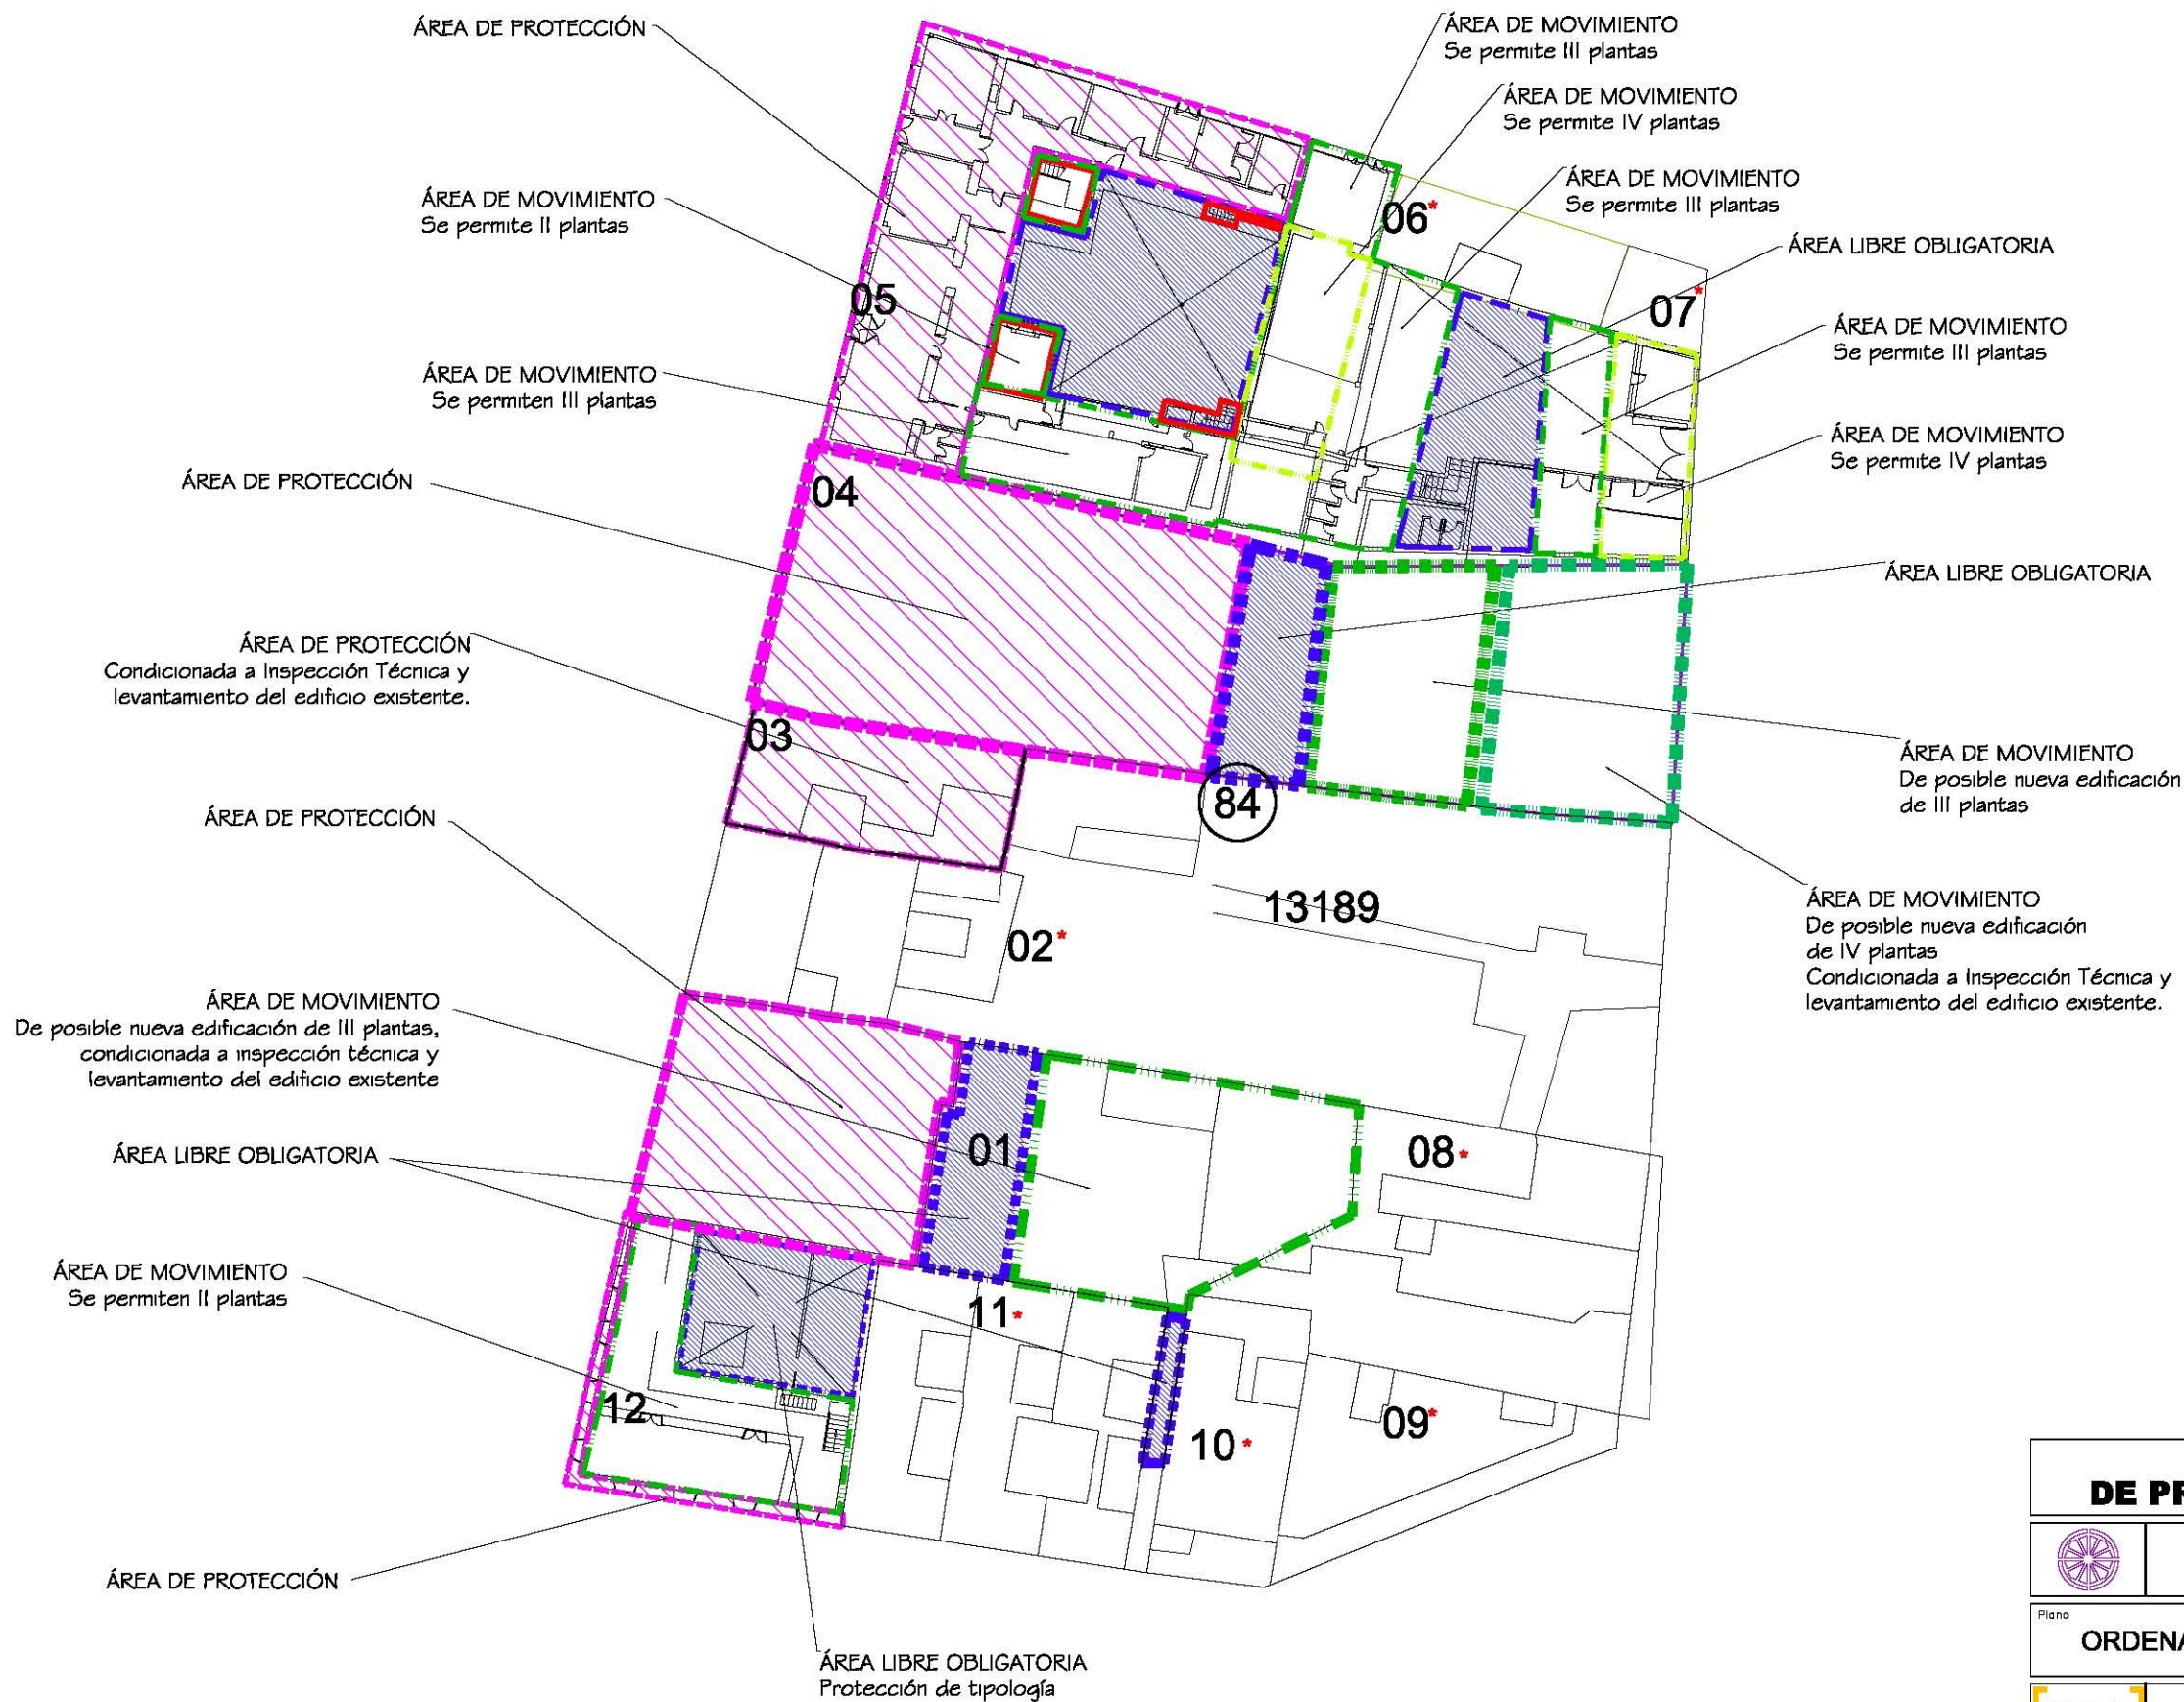 ÁREA DE PROTECCIÓN
ÁREA DE MOVIMIENTO
Se permite III plantas
ÁREA DE MOVIMIENTO
Se permite IV plantas
ÁREA DE MOVIMIENTO
Se permite III plantas
ÁREA DE MOVIMIENTO
Se permite II plantas
06*
ÁREA LIBRE OBLIGATORIA
05
07*
ÁREA DE MOVIMIENTO
Se permite III plantas
ÁREA DE MOVIMIENTO
Se permiten III plantas
ÁREA DE MOVIMIENTO
Se permite IV plantas
ÁREA DE PROTECCIÓN
04
ÁREA LIBRE OBLIGATORIA
ÁREA DE PROTECCIÓN
Condicionada a Inspección Técnica y
levantamiento del edificio existente.
03
ÁREA DE MOVIMIENTO
De posible nueva edificación
de III plantas
84
ÁREA DE PROTECCIÓN
13189
ÁREA DE MOVIMIENTO
De posible nueva edificación
de IV plantas
Condicionada a Inspección Técnica y
levantamiento del edificio existente.
02*
ÁREA DE MOVIMIENTO
De posible nueva edificación de III plantas,
condicionada a inspección técnica y
levantamiento del edificio existente
01
08*
ÁREA LIBRE OBLIGATORIA
ÁREA DE MOVIMIENTO
Se permiten II plantas
11*
12
10*
09*
ÁREA DE PROTECCIÓN
ÁREA LIBRE OBLIGATORIA
Protección de tipología
DE PR
Plano
ORDENA